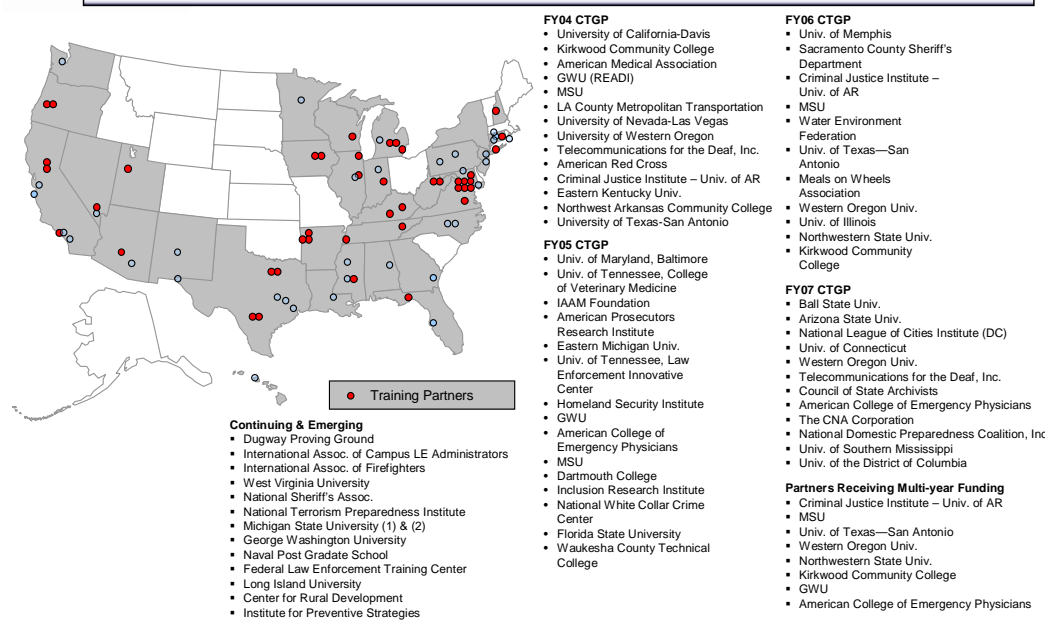 FY04 CTGP
▪ University of California-Davis
▪ Kirkwood Community College
▪ American Medical Association
▪ GWU (READI)
▪ MSU
▪ LA County Metropolitan Transportation
▪ University of Nevada-Las Vegas
▪ University of Western Oregon
▪ Telecommunications for the Deaf, Inc.
▪ American Red Cross
▪ Criminal Justice Institute – Univ. of AR
▪ Eastern Kentucky Univ.
▪ Northwest Arkansas Community College
▪ University of Texas-San Antonio
FY05 CTGP
▪ Univ. of Maryland, Baltimore
▪ Univ. of Tennessee, College
of Veterinary Medicine
▪ IAAM Foundation
▪ American Prosecutors
Research Institute
▪ Eastern Michigan Univ.
▪ Univ. of Tennessee, Law
Enforcement Innovative
Center
▪ Homeland Security Institute
▪ GWU
▪ American College of
Emergency Physicians
▪ MSU
▪ Dartmouth College
▪ Inclusion Research Institute
▪ National White Collar Crime
Center
▪ Florida State University
▪ Waukesha County Technical
College
FY06 CTGP
▪ Univ. of Memphis
▪ Sacramento County Sheriff's
Department
▪ Criminal Justice Institute –
Univ. of AR
▪ MSU
▪ Water Environment
Federation
▪ Univ. of Texas—San
Antonio
▪ Meals on Wheels
Association
▪ Western Oregon Univ.
▪ Univ. of Illinois
▪ Northwestern State Univ.
▪ Kirkwood Community
College
FY07 CTGP
▪ Ball State Univ.
▪ Arizona State Univ.
▪ National League of Cities Institute (DC)
▪ Univ. of Connecticut
▪ Western Oregon Univ.
▪ Telecommunications for the Deaf, Inc.
▪ Council of State Archivists
▪ American College of Emergency Physicians
▪ The CNA Corporation
▪ National Domestic Preparedness Coalition, Inc
▪ Univ. of Southern Mississippi
▪ Univ. of the District of Columbia
Partners Receiving Multi-year Funding
▪ Criminal Justice Institute – Univ. of AR
▪ MSU
▪ Univ. of Texas—San Antonio
▪ Western Oregon Univ.
▪ Northwestern State Univ.
▪ Kirkwood Community College
▪ GWU
▪ American College of Emergency Physicians
Training Partners
Continuing & Emerging
▪ Dugway Proving Ground
▪ International Assoc. of Campus LE Administrators
▪ International Assoc. of Firefighters
▪ West Virginia University
▪ National Sheriff's Assoc.
▪ National Terrorism Preparedness Institute
▪ Michigan State University (1) & (2)
▪ George Washington University
▪ Naval Post Gradate School
▪ Federal Law Enforcement Training Center
▪ Long Island University
▪ Center for Rural Development
▪ Institute for Preventive Strategies